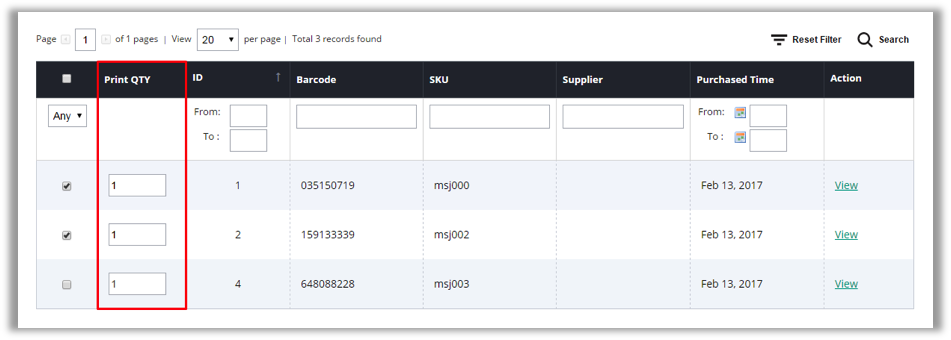 Page 1 of 1 pages | View 20 per page | Total 3 records found Reset Filter Search
Print QTY ID ↑ Barcode SKU Supplier Purchased Time Action
Any From: From:
To : To :
1 1 035150719 msj000 Feb 13, 2017 View
1 2 159133339 msj002 Feb 13, 2017 View
1 4 648088228 msj003 Feb 13, 2017 View